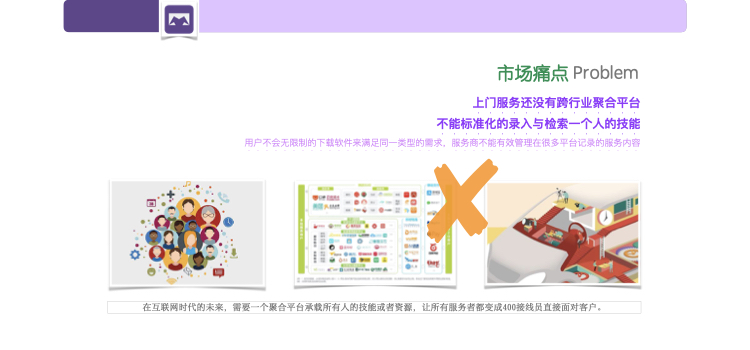 市场痛点 Problem
上门服务还没有跨行业聚合平台
不能标准化的录入与检索一个人的技能
用户不会无限制的下载软件来满足同一类型的需求，服务商不能有效管理在很多平台记录的服务内容
在互联网时代的未来，需要一个聚合平台承载所有人的技能或者资源，让所有服务者都变成400接线员直接面对客户。